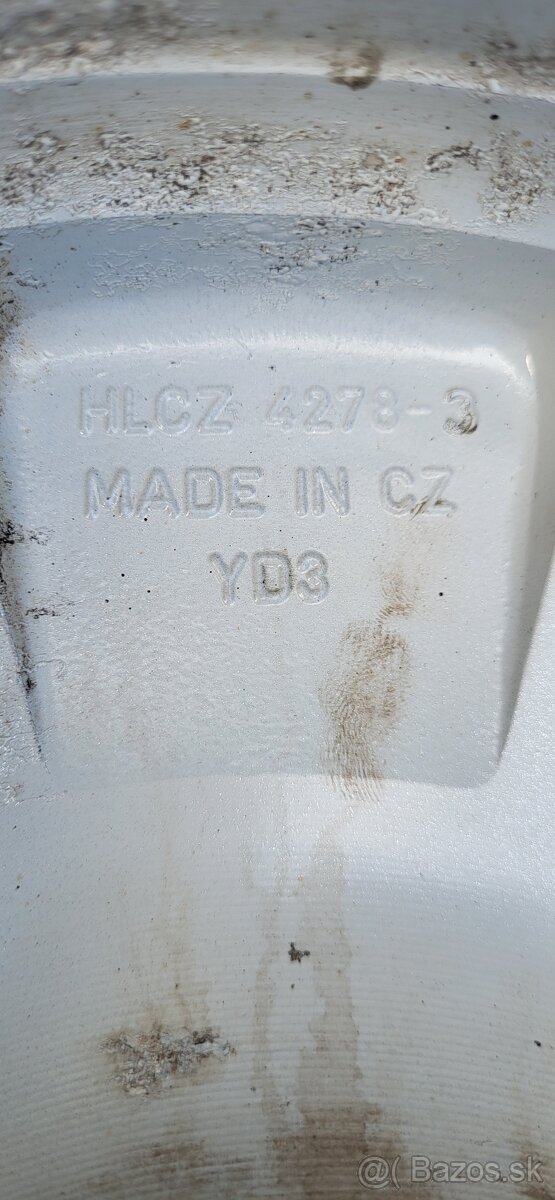 HLCZ 4278-3
MADE IN CZ
YD3
@( Bazos.sk